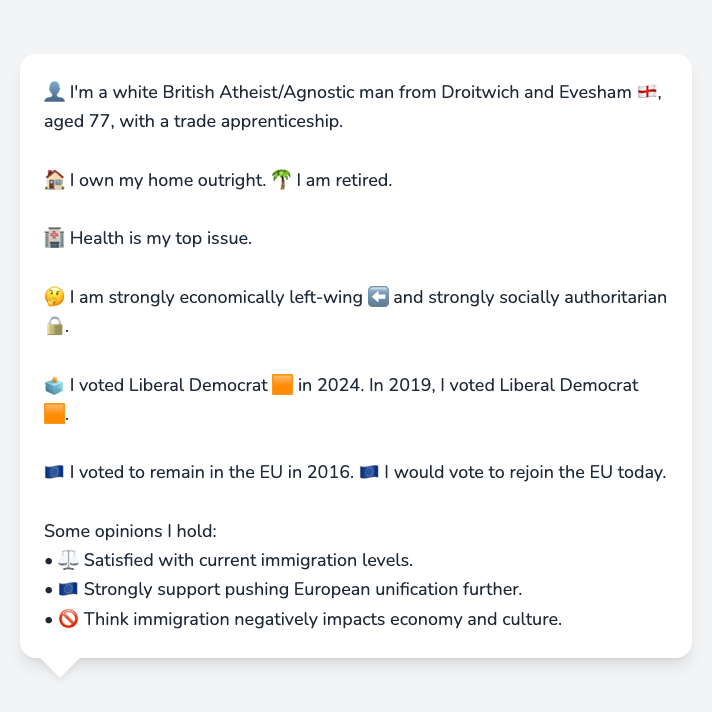 👤 I'm a white British Atheist/Agnostic man from Droitwich and Evesham 🏴󠁧󠁢󠁥󠁮󠁧󠁿,
aged 77, with a trade apprenticeship.
🏠 I own my home outright. 🌴 I am retired.
🏥 Health is my top issue.
🤔 I am strongly economically left-wing ⬅️ and strongly socially authoritarian
🔒.
🗳️ I voted Liberal Democrat 🟧 in 2024. In 2019, I voted Liberal Democrat
🟧.
🇪🇺 I voted to remain in the EU in 2016. 🇪🇺 I would vote to rejoin the EU today.
Some opinions I hold:
• ⚖️ Satisfied with current immigration levels.
• 🇪🇺 Strongly support pushing European unification further.
• 🚫 Think immigration negatively impacts economy and culture.